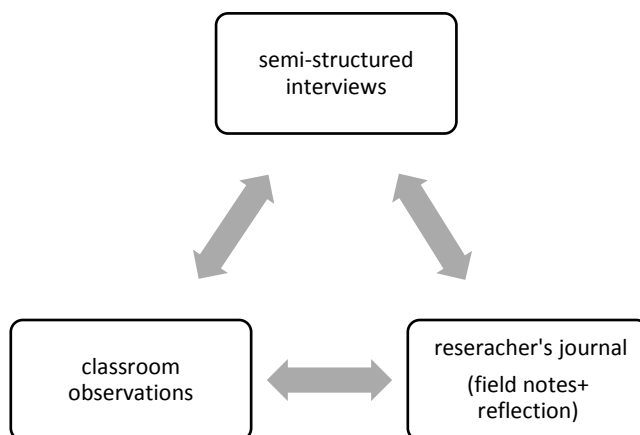 semi-structured
interviews
classroom
observations
reseracher's journal
(field notes+
reflection)